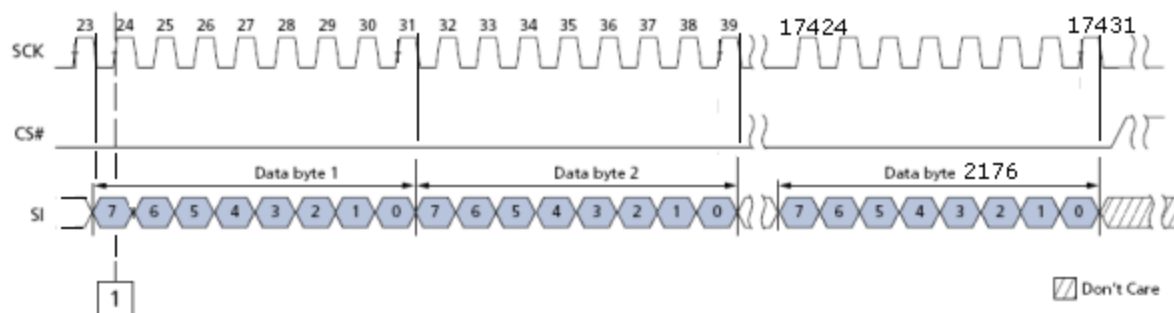 23 24 25 26 27 28 29 30 31 32 33 34 35 36 37 38 39 17424 17431
SCK
CS#
Data byte 1 Data byte 2 Data byte 2176
SI 7 6 5 4 3 2 1 0 7 6 5 4 3 2 1 0 7 6 5 4 3 2 1 0
1
Don't Care